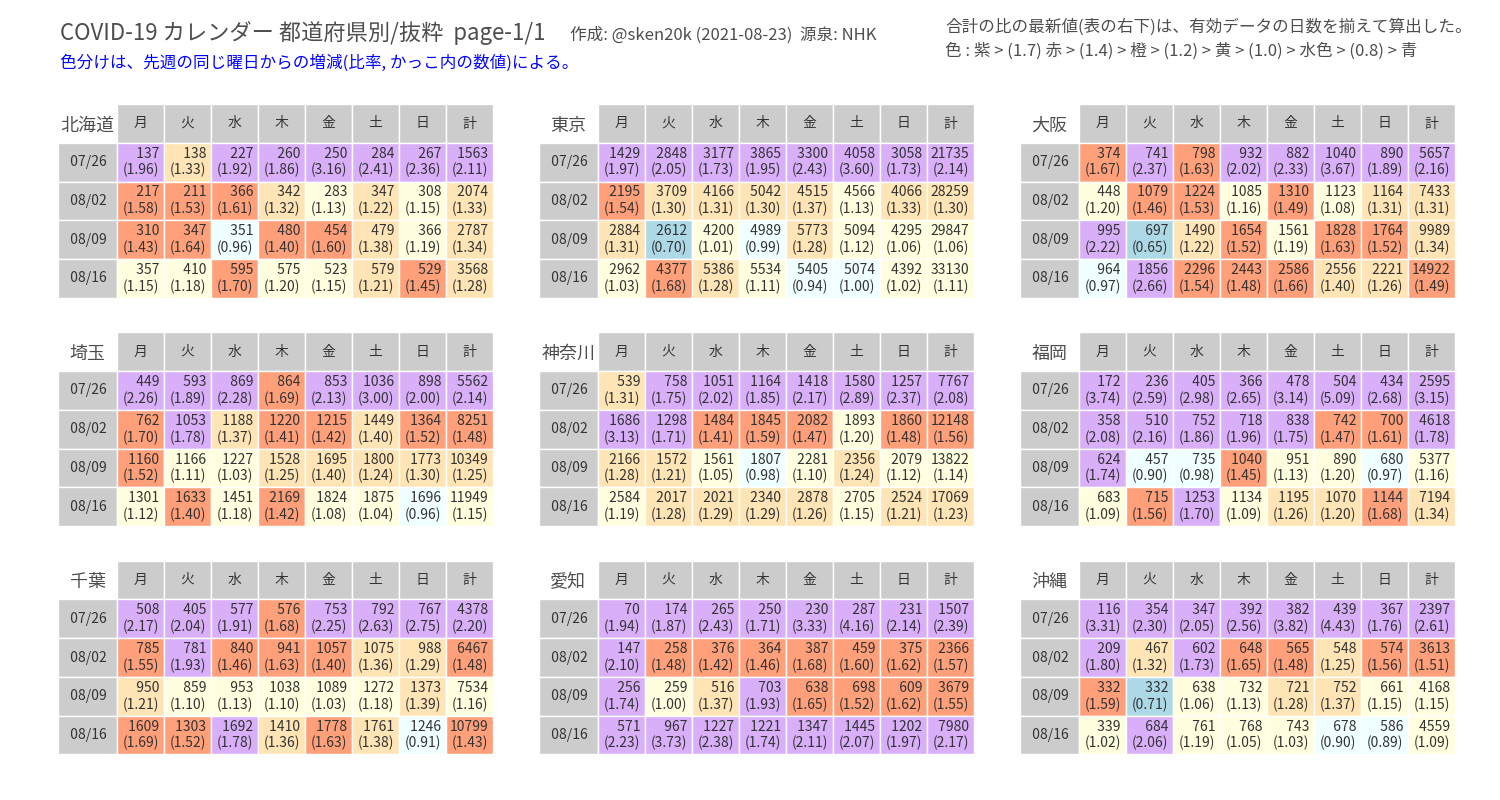 COVID-19 カレンダー 都道府県別/抜粋 page-1/1 作成: @sken20k (2021-08-23) 源泉: NHK
合計の比の最新値(表の右下)は、有効データの日数を揃えて算出した。
色分けは、先週の同じ曜日からの増減(比率, かっこ内の数値)による。
色 : 紫 > (1.7) 赤 > (1.4) > 橙 > (1.2) > 黄 > (1.0) > 水色 > (0.8) > 青
北海道 月 火 水 木 金 土 日 計
07/26 137 138 227 260 250 284 267 1563
(1.96) (1.33) (1.92) (1.86) (3.16) (2.41) (2.36) (2.11)
08/02 217 211 366 342 283 347 308 2074
(1.58) (1.53) (1.61) (1.32) (1.13) (1.22) (1.15) (1.33)
08/09 310 347 351 480 454 479 366 2787
(1.43) (1.64) (0.96) (1.40) (1.60) (1.38) (1.19) (1.34)
08/16 357 410 595 575 523 579 529 3568
(1.15) (1.18) (1.70) (1.20) (1.15) (1.21) (1.45) (1.28)
東京 月 火 水 木 金 土 日 計
07/26 1429 2848 3177 3865 3300 4058 3058 21735
(1.97) (2.05) (1.73) (1.95) (2.43) (3.60) (1.73) (2.14)
08/02 2195 3709 4166 5042 4515 4566 4066 28259
(1.54) (1.30) (1.31) (1.30) (1.37) (1.13) (1.33) (1.30)
08/09 2884 2612 4200 4989 5773 5094 4295 29847
(1.31) (0.70) (1.01) (0.99) (1.28) (1.12) (1.06) (1.06)
08/16 2962 4377 5386 5534 5405 5074 4392 33130
(1.03) (1.68) (1.28) (1.11) (0.94) (1.00) (1.02) (1.11)
大阪 月 火 水 木 金 土 日 計
07/26 374 741 798 932 882 1040 890 5657
(1.67) (2.37) (1.63) (2.02) (2.33) (3.67) (1.89) (2.16)
08/02 448 1079 1224 1085 1310 1123 1164 7433
(1.20) (1.46) (1.53) (1.16) (1.49) (1.08) (1.31) (1.31)
08/09 995 697 1490 1654 1561 1828 1764 9989
(2.22) (0.65) (1.22) (1.52) (1.19) (1.63) (1.52) (1.34)
08/16 964 1856 2296 2443 2586 2556 2221 14922
(0.97) (2.66) (1.54) (1.48) (1.66) (1.40) (1.26) (1.49)
埼玉 月 火 水 木 金 土 日 計
07/26 449 593 869 864 853 1036 898 5562
(2.26) (1.89) (2.28) (1.69) (2.13) (3.00) (2.00) (2.14)
08/02 762 1053 1188 1220 1215 1449 1364 8251
(1.70) (1.78) (1.37) (1.41) (1.42) (1.40) (1.52) (1.48)
08/09 1160 1166 1227 1528 1695 1800 1773 10349
(1.52) (1.11) (1.03) (1.25) (1.40) (1.24) (1.30) (1.25)
08/16 1301 1633 1451 2169 1824 1875 1696 11949
(1.12) (1.40) (1.18) (1.42) (1.08) (1.04) (0.96) (1.15)
神奈川 月 火 水 木 金 土 日 計
07/26 539 758 1051 1164 1418 1580 1257 7767
(1.31) (1.75) (2.02) (1.85) (2.17) (2.89) (2.37) (2.08)
08/02 1686 1298 1484 1845 2082 1893 1860 12148
(3.13) (1.71) (1.41) (1.59) (1.47) (1.20) (1.48) (1.56)
08/09 2166 1572 1561 1807 2281 2356 2079 13822
(1.28) (1.21) (1.05) (0.98) (1.10) (1.24) (1.12) (1.14)
08/16 2584 2017 2021 2340 2878 2705 2524 17069
(1.19) (1.28) (1.29) (1.29) (1.26) (1.15) (1.21) (1.23)
福岡 月 火 水 木 金 土 日 計
07/26 172 236 405 366 478 504 434 2595
(3.74) (2.59) (2.98) (2.65) (3.14) (5.09) (2.68) (3.15)
08/02 358 510 752 718 838 742 700 4618
(2.08) (2.16) (1.86) (1.96) (1.75) (1.47) (1.61) (1.78)
08/09 624 457 735 1040 951 890 680 5377
(1.74) (0.90) (0.98) (1.45) (1.13) (1.20) (0.97) (1.16)
08/16 683 715 1253 1134 1195 1070 1144 7194
(1.09) (1.56) (1.70) (1.09) (1.26) (1.20) (1.68) (1.34)
千葉 月 火 水 木 金 土 日 計
07/26 508 405 577 576 753 792 767 4378
(2.17) (2.04) (1.91) (1.68) (2.25) (2.63) (2.75) (2.20)
08/02 785 781 840 941 1057 1075 988 6467
(1.55) (1.93) (1.46) (1.63) (1.40) (1.36) (1.29) (1.48)
08/09 950 859 953 1038 1089 1272 1373 7534
(1.21) (1.10) (1.13) (1.10) (1.03) (1.18) (1.39) (1.16)
08/16 1609 1303 1692 1410 1778 1761 1246 10799
(1.69) (1.52) (1.78) (1.36) (1.63) (1.38) (0.91) (1.43)
愛知 月 火 水 木 金 土 日 計
07/26 70 174 265 250 230 287 231 1507
(1.94) (1.87) (2.43) (1.71) (3.33) (4.16) (2.14) (2.39)
08/02 147 258 376 364 387 459 375 2366
(2.10) (1.48) (1.42) (1.46) (1.68) (1.60) (1.62) (1.57)
08/09 256 259 516 703 638 698 609 3679
(1.74) (1.00) (1.37) (1.93) (1.65) (1.52) (1.62) (1.55)
08/16 571 967 1227 1221 1347 1445 1202 7980
(2.23) (3.73) (2.38) (1.74) (2.11) (2.07) (1.97) (2.17)
沖縄 月 火 水 木 金 土 日 計
07/26 116 354 347 392 382 439 367 2397
(3.31) (2.30) (2.05) (2.56) (3.82) (4.43) (1.76) (2.61)
08/02 209 467 602 648 565 548 574 3613
(1.80) (1.32) (1.73) (1.65) (1.48) (1.25) (1.56) (1.51)
08/09 332 332 638 732 721 752 661 4168
(1.59) (0.71) (1.06) (1.13) (1.28) (1.37) (1.15) (1.15)
08/16 339 684 761 768 743 678 586 4559
(1.02) (2.06) (1.19) (1.05) (1.03) (0.90) (0.89) (1.09)